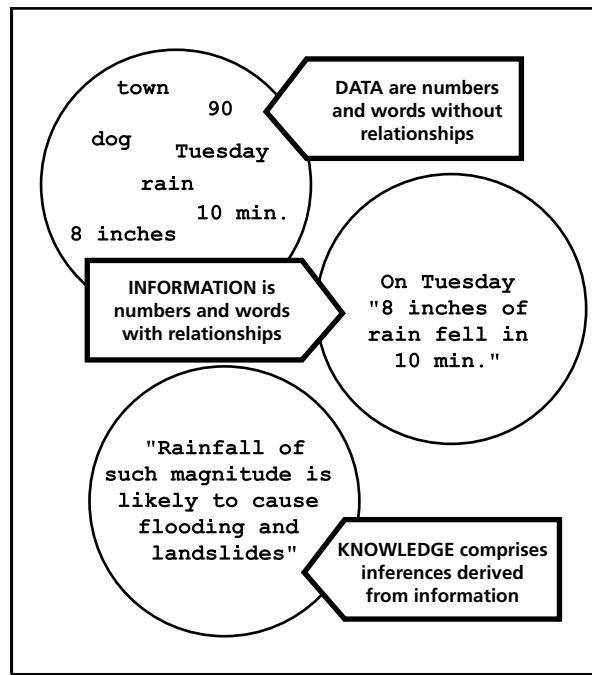 town
90
dog
Tuesday
rain
10 min.
8 inches
DATA are numbers
and words without
relationships
INFORMATION is
numbers and words
with relationships
On Tuesday
"8 inches of
rain fell in
10 min."
"Rainfall of
such magnitude is
likely to cause
flooding and
landslides"
KNOWLEDGE comprises
inferences derived
from information